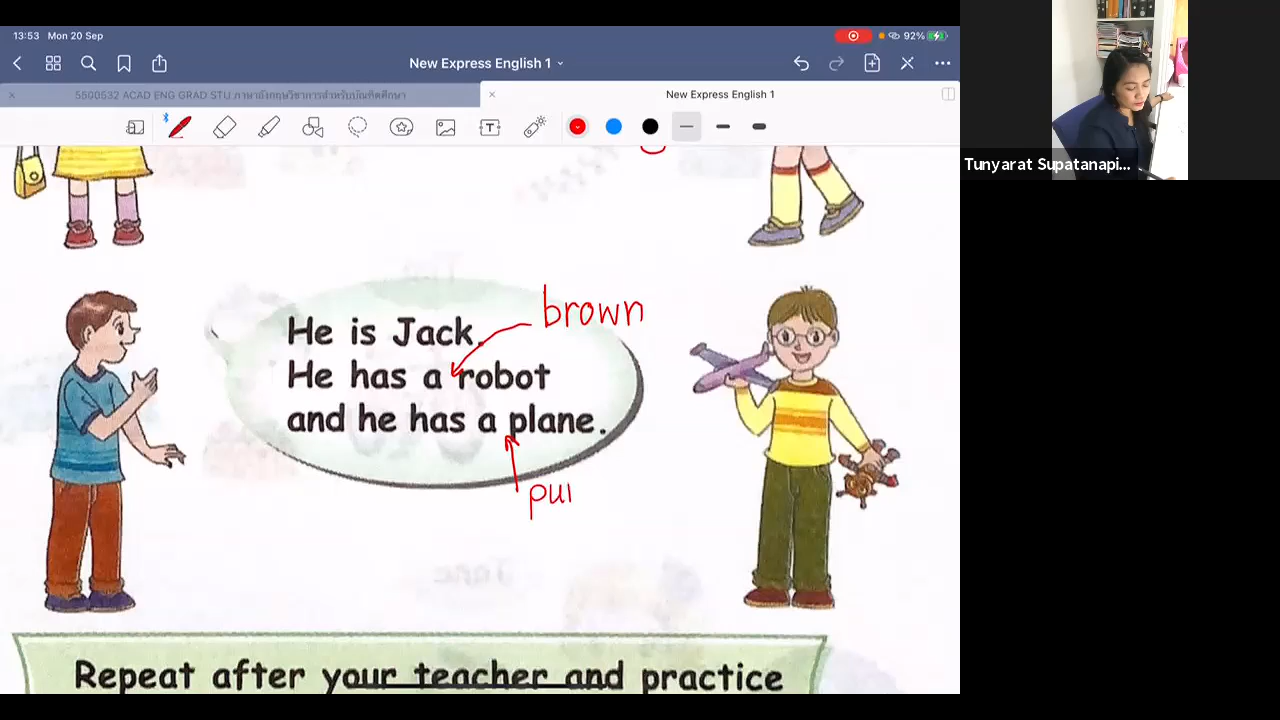 13:53 Mon 20 Sep
92%
New Express English 1
5500532 ACAD ENG GRAD STU ภาษาอังกฤษวิชาการสำหรับบัณฑิตศึกษา
New Express English 1
Tunyarat Supatanapi...
brown
He is Jack.
He has a robot
and he has a plane.
pur
Repeat after your teacher and practice